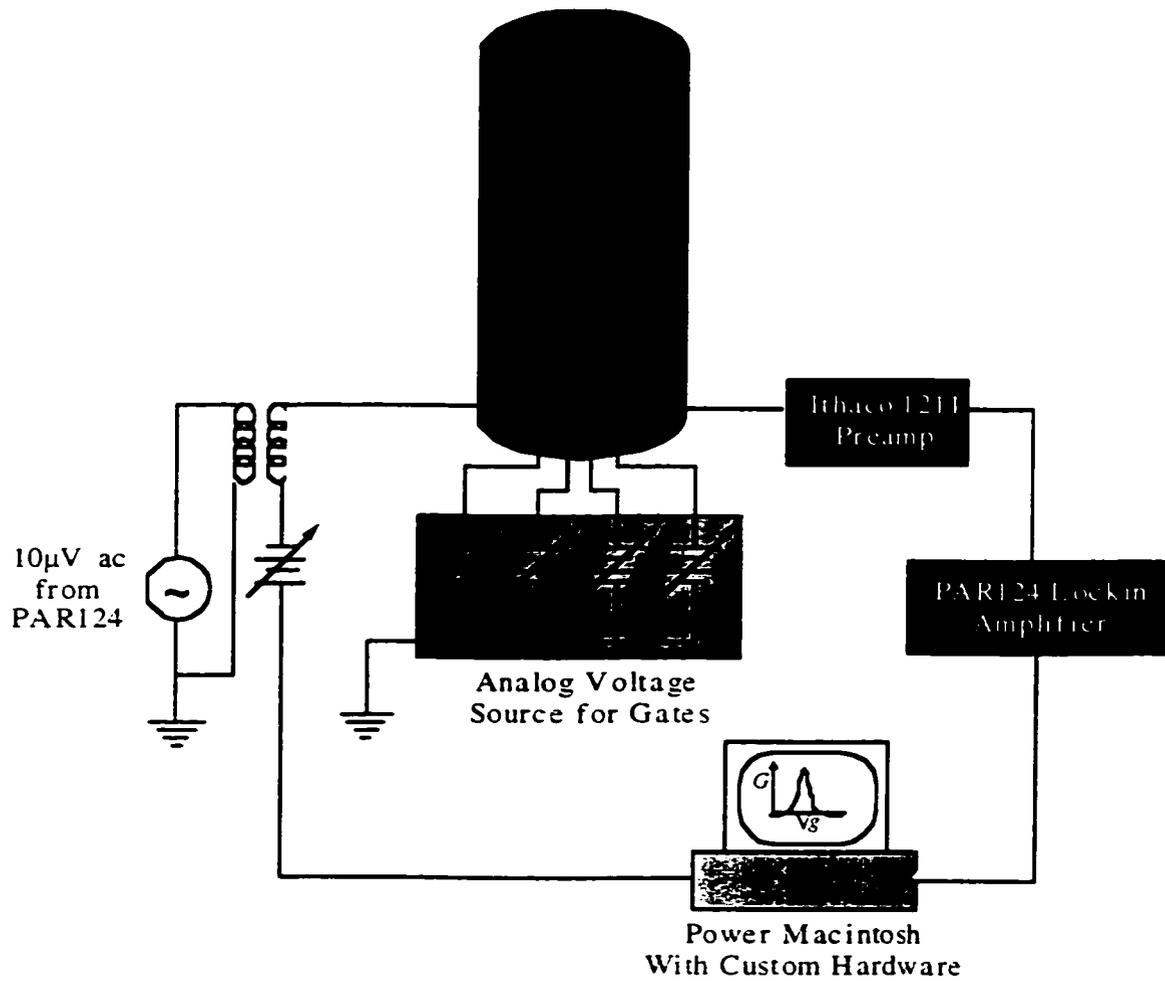 Ithaco 1211
Preamp
10µV ac
from
PAR124
~
PAR124 Lockin
Amplifier
Analog Voltage
Source for Gates
G
Vg
Power Macintosh
With Custom Hardware